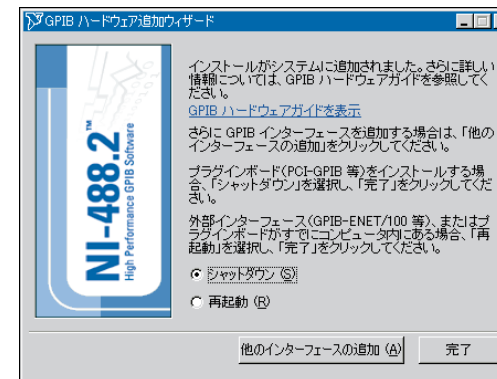 GPIB ハードウェア追加ウィザード
NI-488.2™
High Performance GPIB Software
インストールがシステムに追加されました。さらに詳しい
情報については、GPIB ハードウェアガイドを参照してく
ださい。
GPIB ハードウェアガイドを表示
さらに GPIB インターフェースを追加する場合は、「他の
インターフェースの追加」をクリックしてください。
プラグインボード(PCI-GPIB 等)をインストールする場
合、「シャットダウン」を選択し、「完了」をクリックしてくだ
さい。
外部インターフェース(GPIB-ENET/100 等)、またはプ
ラグインボードがすでにコンピュータ内にある場合、「再
起動」を選択し、「完了」をクリックしてください。
シャットダウン (S)
再起動 (R)
他のインターフェースの追加 (A)
完了